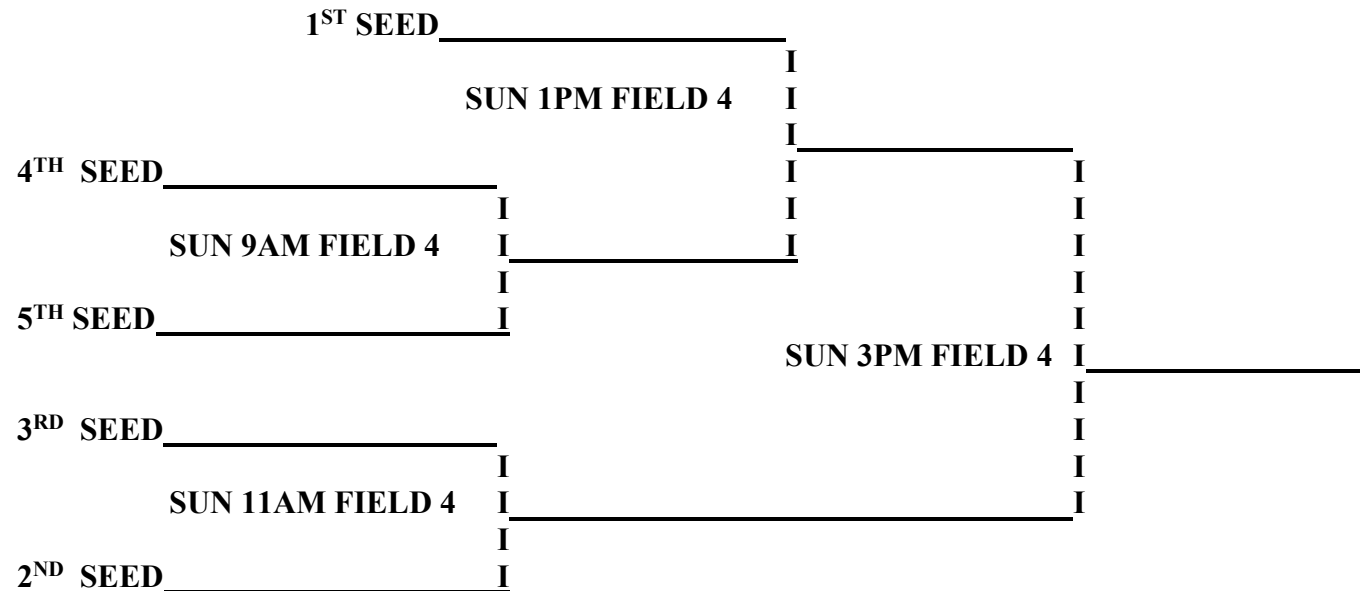 1ST SEED
SUN 1PM FIELD 4
4TH SEED
SUN 9AM FIELD 4
5TH SEED
SUN 3PM FIELD 4
3RD SEED
SUN 11AM FIELD 4
2ND SEED